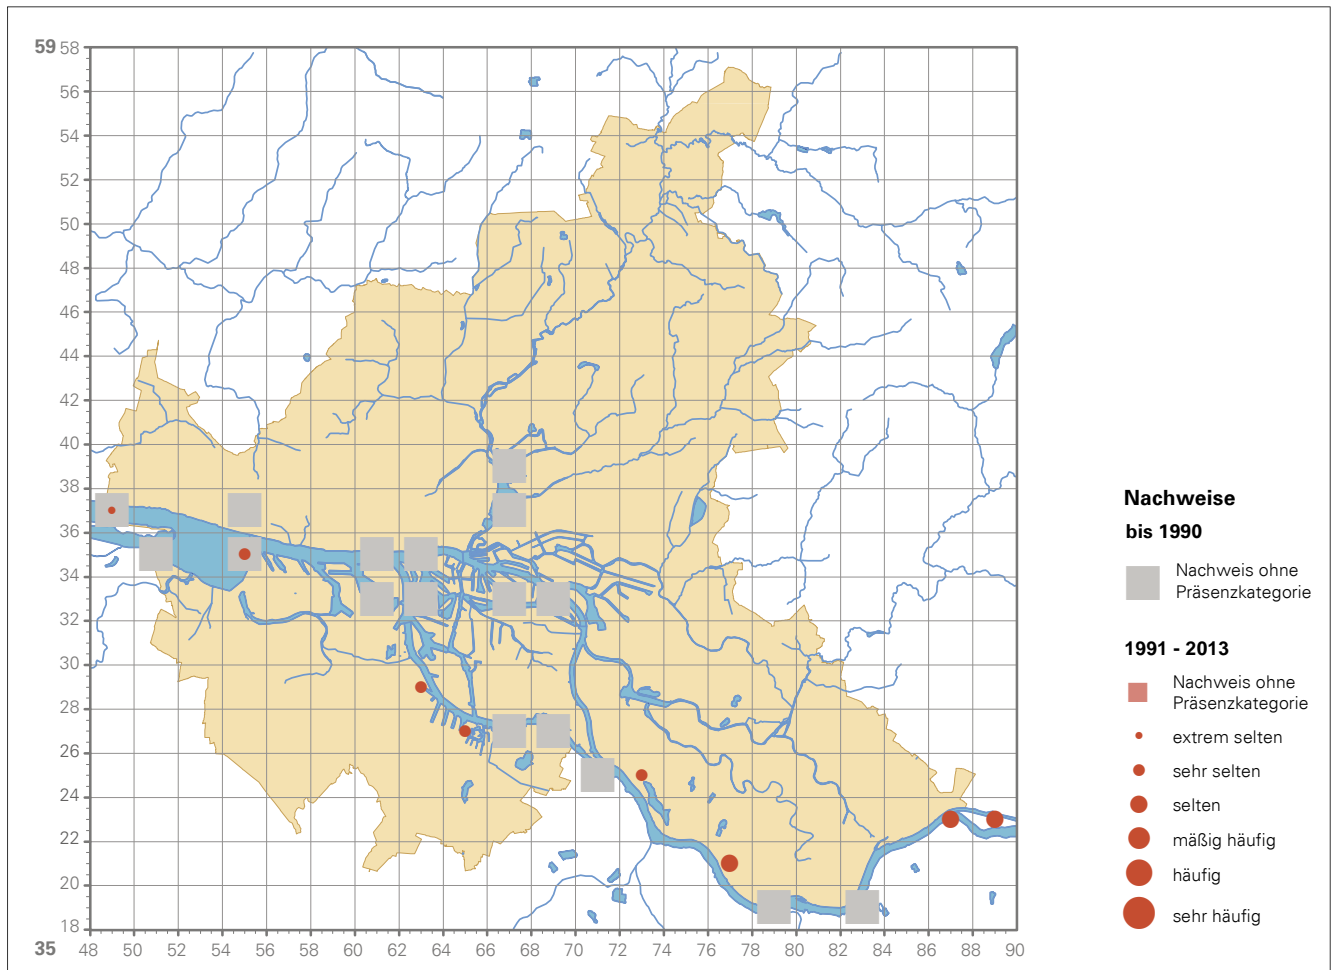 59 58
56
54
52
50
48
46
44
42
40
38
36
34
32
30
28
26
24
22
20
18
35
48 50 52 54 56 58 60 62 64 66 68 70 72 74 76 78 80 82 84 86 88 90
Nachweise
bis 1990
Nachweis ohne
Präsenzkategorie
1991 - 2013
Nachweis ohne
Präsenzkategorie
extrem selten
sehr selten
selten
mäßig häufig
häufig
sehr häufig